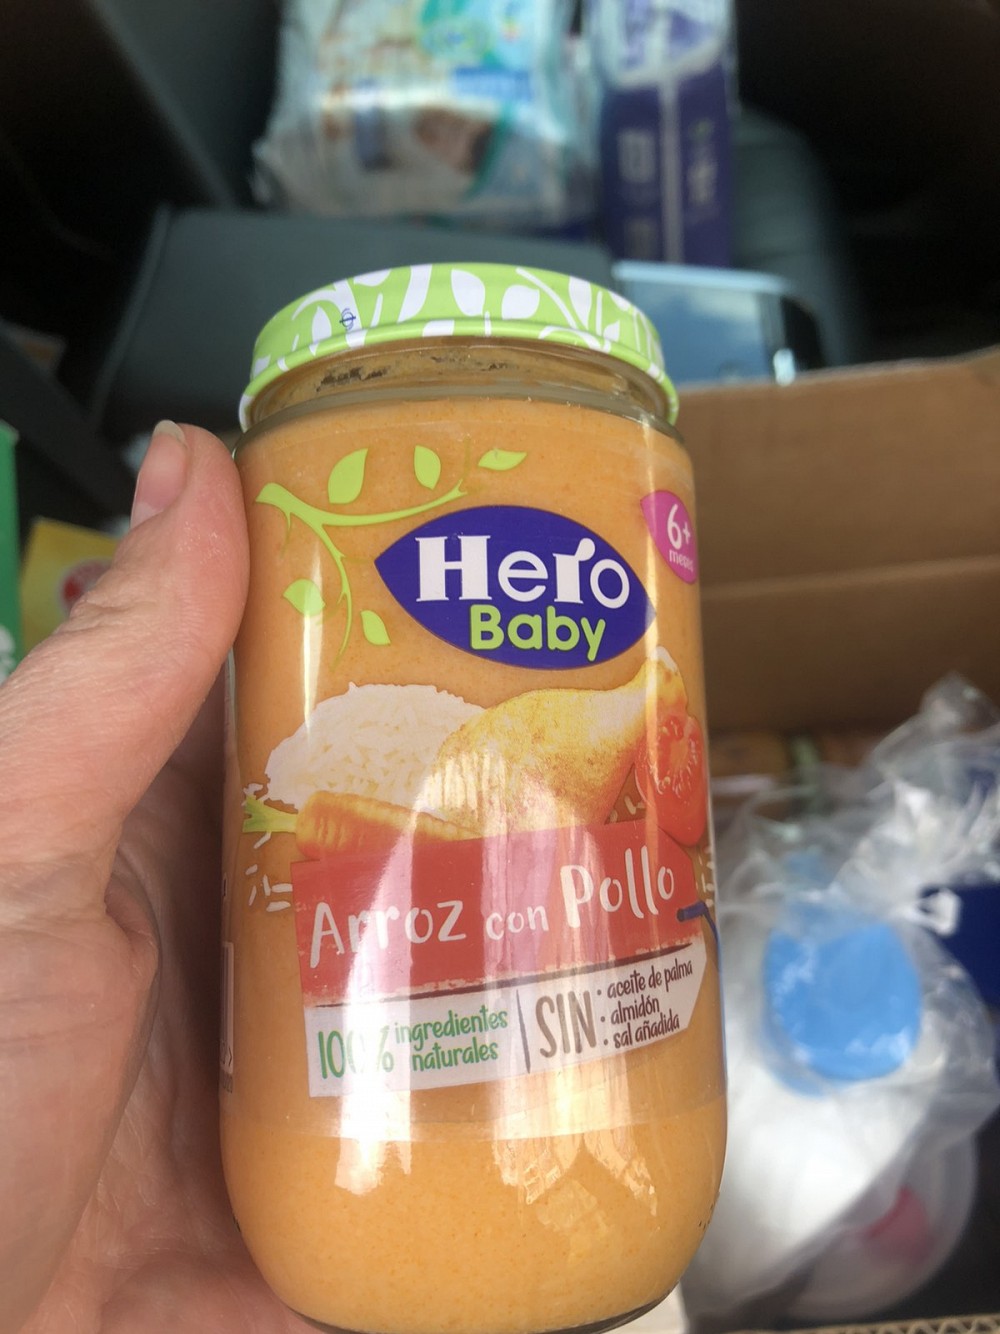 Hero
Baby
6+
meses
Arroz con Pollo
100% ingredientes
naturales
SIN
· aceite de palma
· almidón
· sal añadida